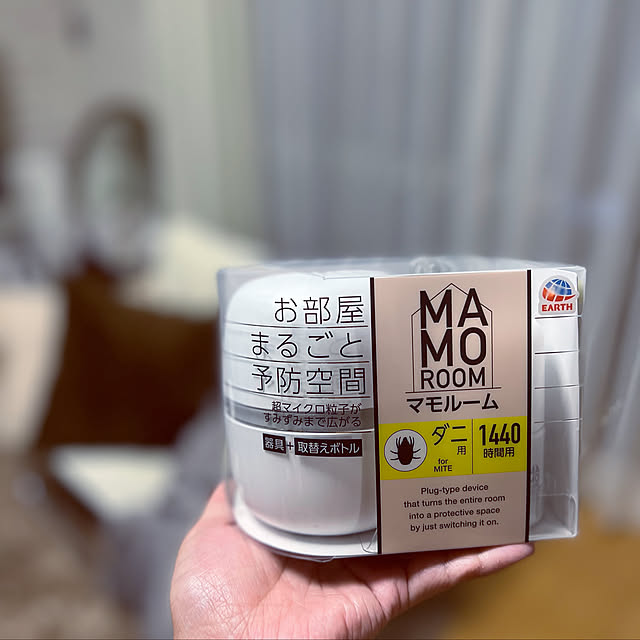 お部屋
まるごと
予防空間
超マイクロ粒子が
すみずみまで広がる
器具+取替えボトル
MA
MO
ROOM
マモルーム
ダニ
用
for
MITE
1440
時間用
Plug-type device
that turns the entire room
into a protective space
by just switching it on.
EARTH